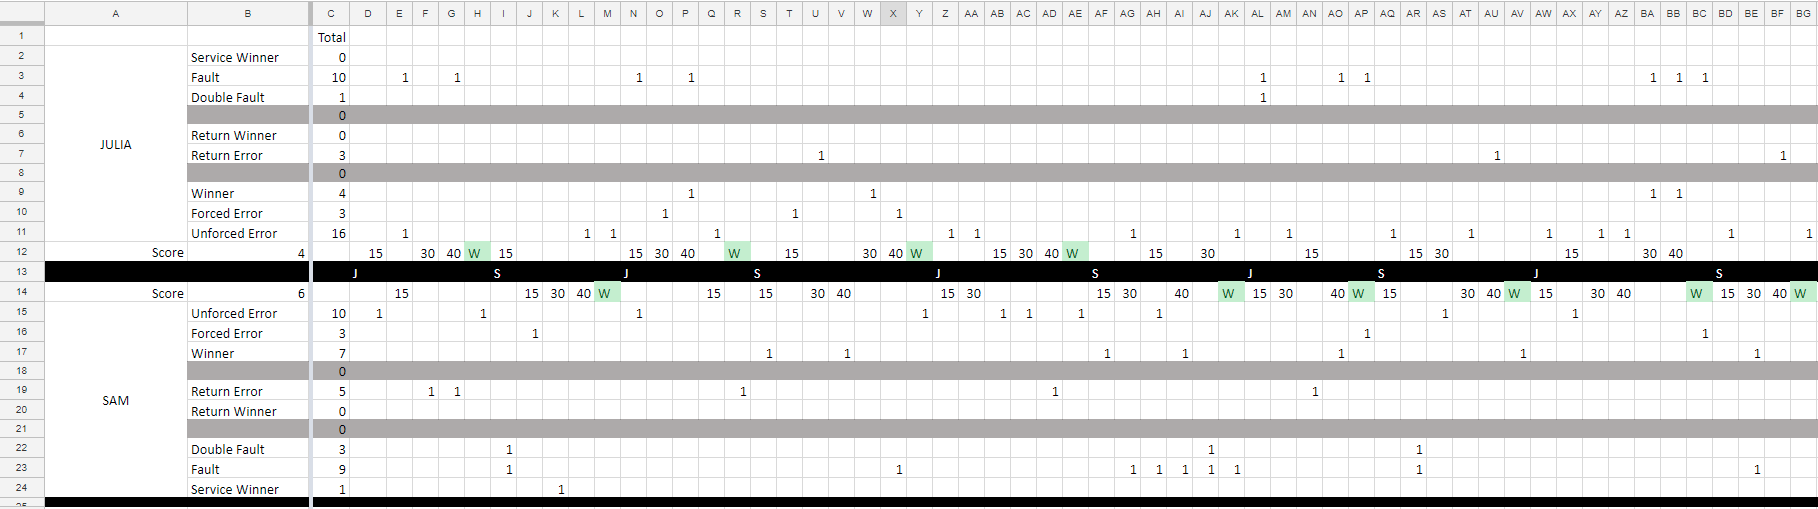 A B C D E F G H I J K L M N O P Q R S T U V W X Y Z AA AB AC AD AE AF AG AH AI AJ AK AL AM AN AO AP AQ AR AS AT AU AV AW AX AY AZ BA BB BC BD BE BF BG
1 Total
2 Service Winner 0
3 Fault 10 1 1 1 1 1 1 1 1 1 1
4 Double Fault 1 1
5 0
6 Return Winner 0
JULIA
7 Return Error 3 1 1 1
8 0
9 Winner 4 1 1 1 1
10 Forced Error 3 1 1 1
11 Unforced Error 16 1 1 1 1 1 1 1 1 1 1 1 1 1 1 1 1
12 Score 4 15 30 40 W 15 15 30 40 W 15 30 40 W 15 30 40 W 15 30 15 15 30 15 30 40
13 J S J S J S J S J S
14 Score 6 15 15 30 40 W 15 15 30 40 15 30 15 30 40 W 15 30 40 W 15 30 40 W 15 30 40 W 15 30 40 W
15 Unforced Error 10 1 1 1 1 1 1 1 1 1 1
16 Forced Error 3 1 1 1
17 Winner 7 1 1 1 1 1 1 1
18 0
19 Return Error 5 1 1 1 1 1
SAM
20 Return Winner 0
21 0
22 Double Fault 3 1 1 1
23 Fault 9 1 1 1 1 1 1 1 1 1
24 Service Winner 1 1